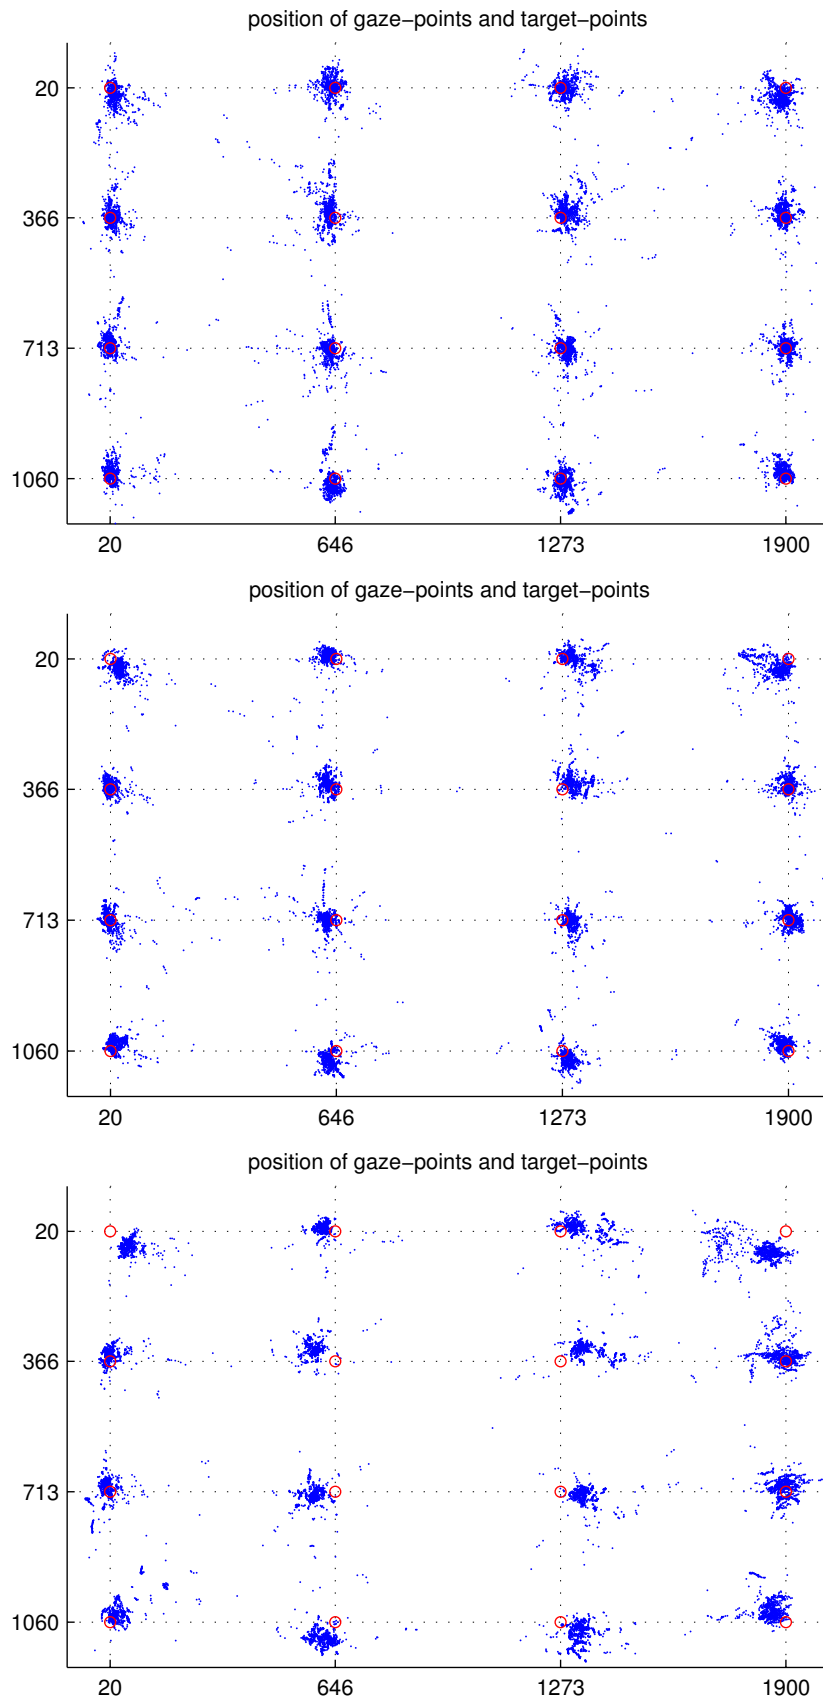 position of gaze−points and target−points
20
366
713
1060
20 646 1273 1900
position of gaze−points and target−points
20
366
713
1060
20 646 1273 1900
position of gaze−points and target−points
20
366
713
1060
20 646 1273 1900